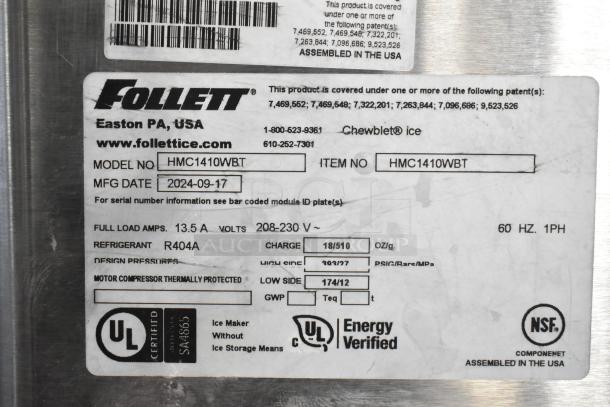 This product is covered
under one or more of
the following patent(s):
7,469,552, 7,469,548; 7,322,201;
7,263,844; 7,096,686; 9,523,526
ASSEMBLED IN THE USA
FOLLETT®
This product is covered under one or more of the following patent(s):
7,469,552; 7,469,548; 7,322,201; 7,263,844; 7,096,686; 9,523,526
Easton PA, USA
1-800-523-9361 Chewblet® ice
www.follettice.com 610-252-7301
MODEL NO HMC1410WBT ITEM NO HMC1410WBT
MFG DATE 2024-09-17
For serial number information see bar coded module ID plate(s)
FULL LOAD AMPS. 13.5 A VOLTS 208-230 V~ 60 HZ. 1PH
REFRIGERANT R404A CHARGE 18/510 OZ/g
DESIGN PRESSURES HIGH SIDE 393/27 PSIG/Bars/MPa
MOTOR COMPRESSOR THERMALLY PROTECTED LOW SIDE 174/12
GWP Teq t
UL CERTIFIED SA4865
Ice Maker
Without
Ice Storage Means
C UL Energy
Verified
NSF®
COMPONEMET
ASSEMBLED IN THE USA